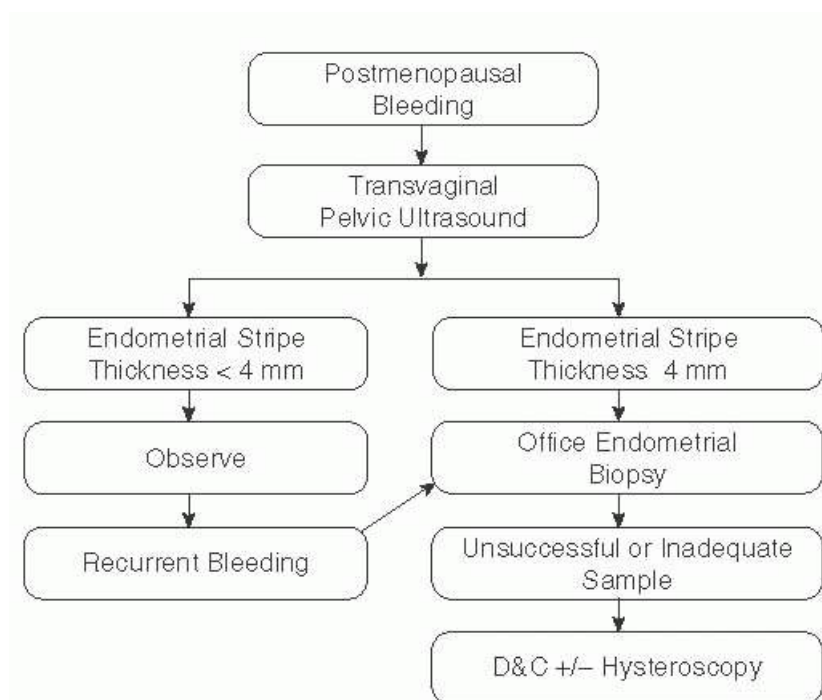 Postmenopausal
Bleeding
Transvaginal
Pelvic Ultrasound
Endometrial Stripe
Thickness < 4 mm
Endometrial Stripe
Thickness 4 mm
Observe
Office Endometrial
Biopsy
Recurrent Bleeding
Unsuccessful or Inadequate
Sample
D&C +/– Hysteroscopy